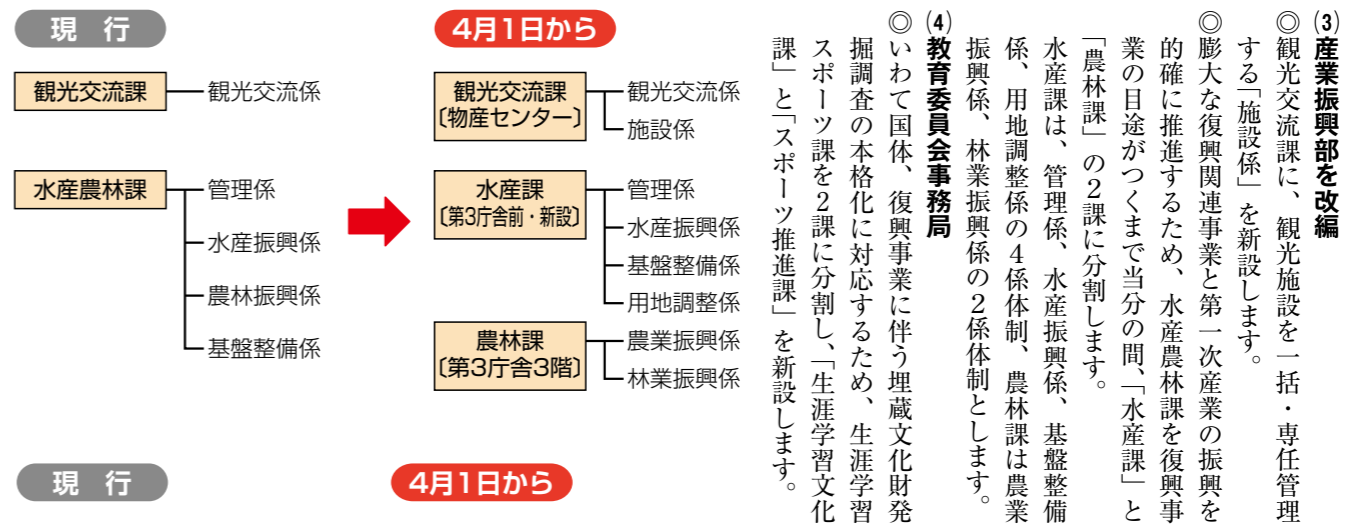 (3)産業振興部を改編
◎観光交流課に、観光施設を一括・専任管理
する「施設係」を新設します。
◎膨大な復興関連事業と第一次産業の振興を
的確に推進するため、水産農林課を復興事
業の目途がつくまで当分の間、「水産課」と
「農林課」の2課に分割します。
水産課は、管理係、水産振興係、基盤整備
係、用地調整係の4係体制、農林課は農業
振興係、林業振興係の2係体制とします。
(4)教育委員会事務局
◎いわて国体、復興事業に伴う埋蔵文化財発
掘調査の本格化に対応するため、生涯学習
スポーツ課を2課に分割し、「生涯学習文化
課」と「スポーツ推進課」を新設します。
現 行
観光交流課
観光交流係
水産農林課
管理係
水産振興係
農林振興係
基盤整備係
4月1日から
観光交流課
〔物産センター〕
観光交流係
施設係
水産課
〔第3庁舎前・新設〕
管理係
水産振興係
基盤整備係
用地調整係
農林課
〔第3庁舎3階〕
農業振興係
林業振興係
現 行
4月1日から